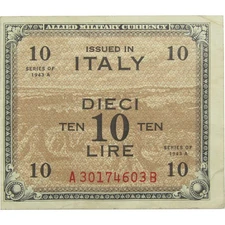 ALLIED MILITARY CURRENCY
10 ISSUED IN 10
ITALY
SERIES OF 1943 A
SERIES OF 1943 A
DIECI
TEN 10 TEN
LIRE
10 10
A30174603B